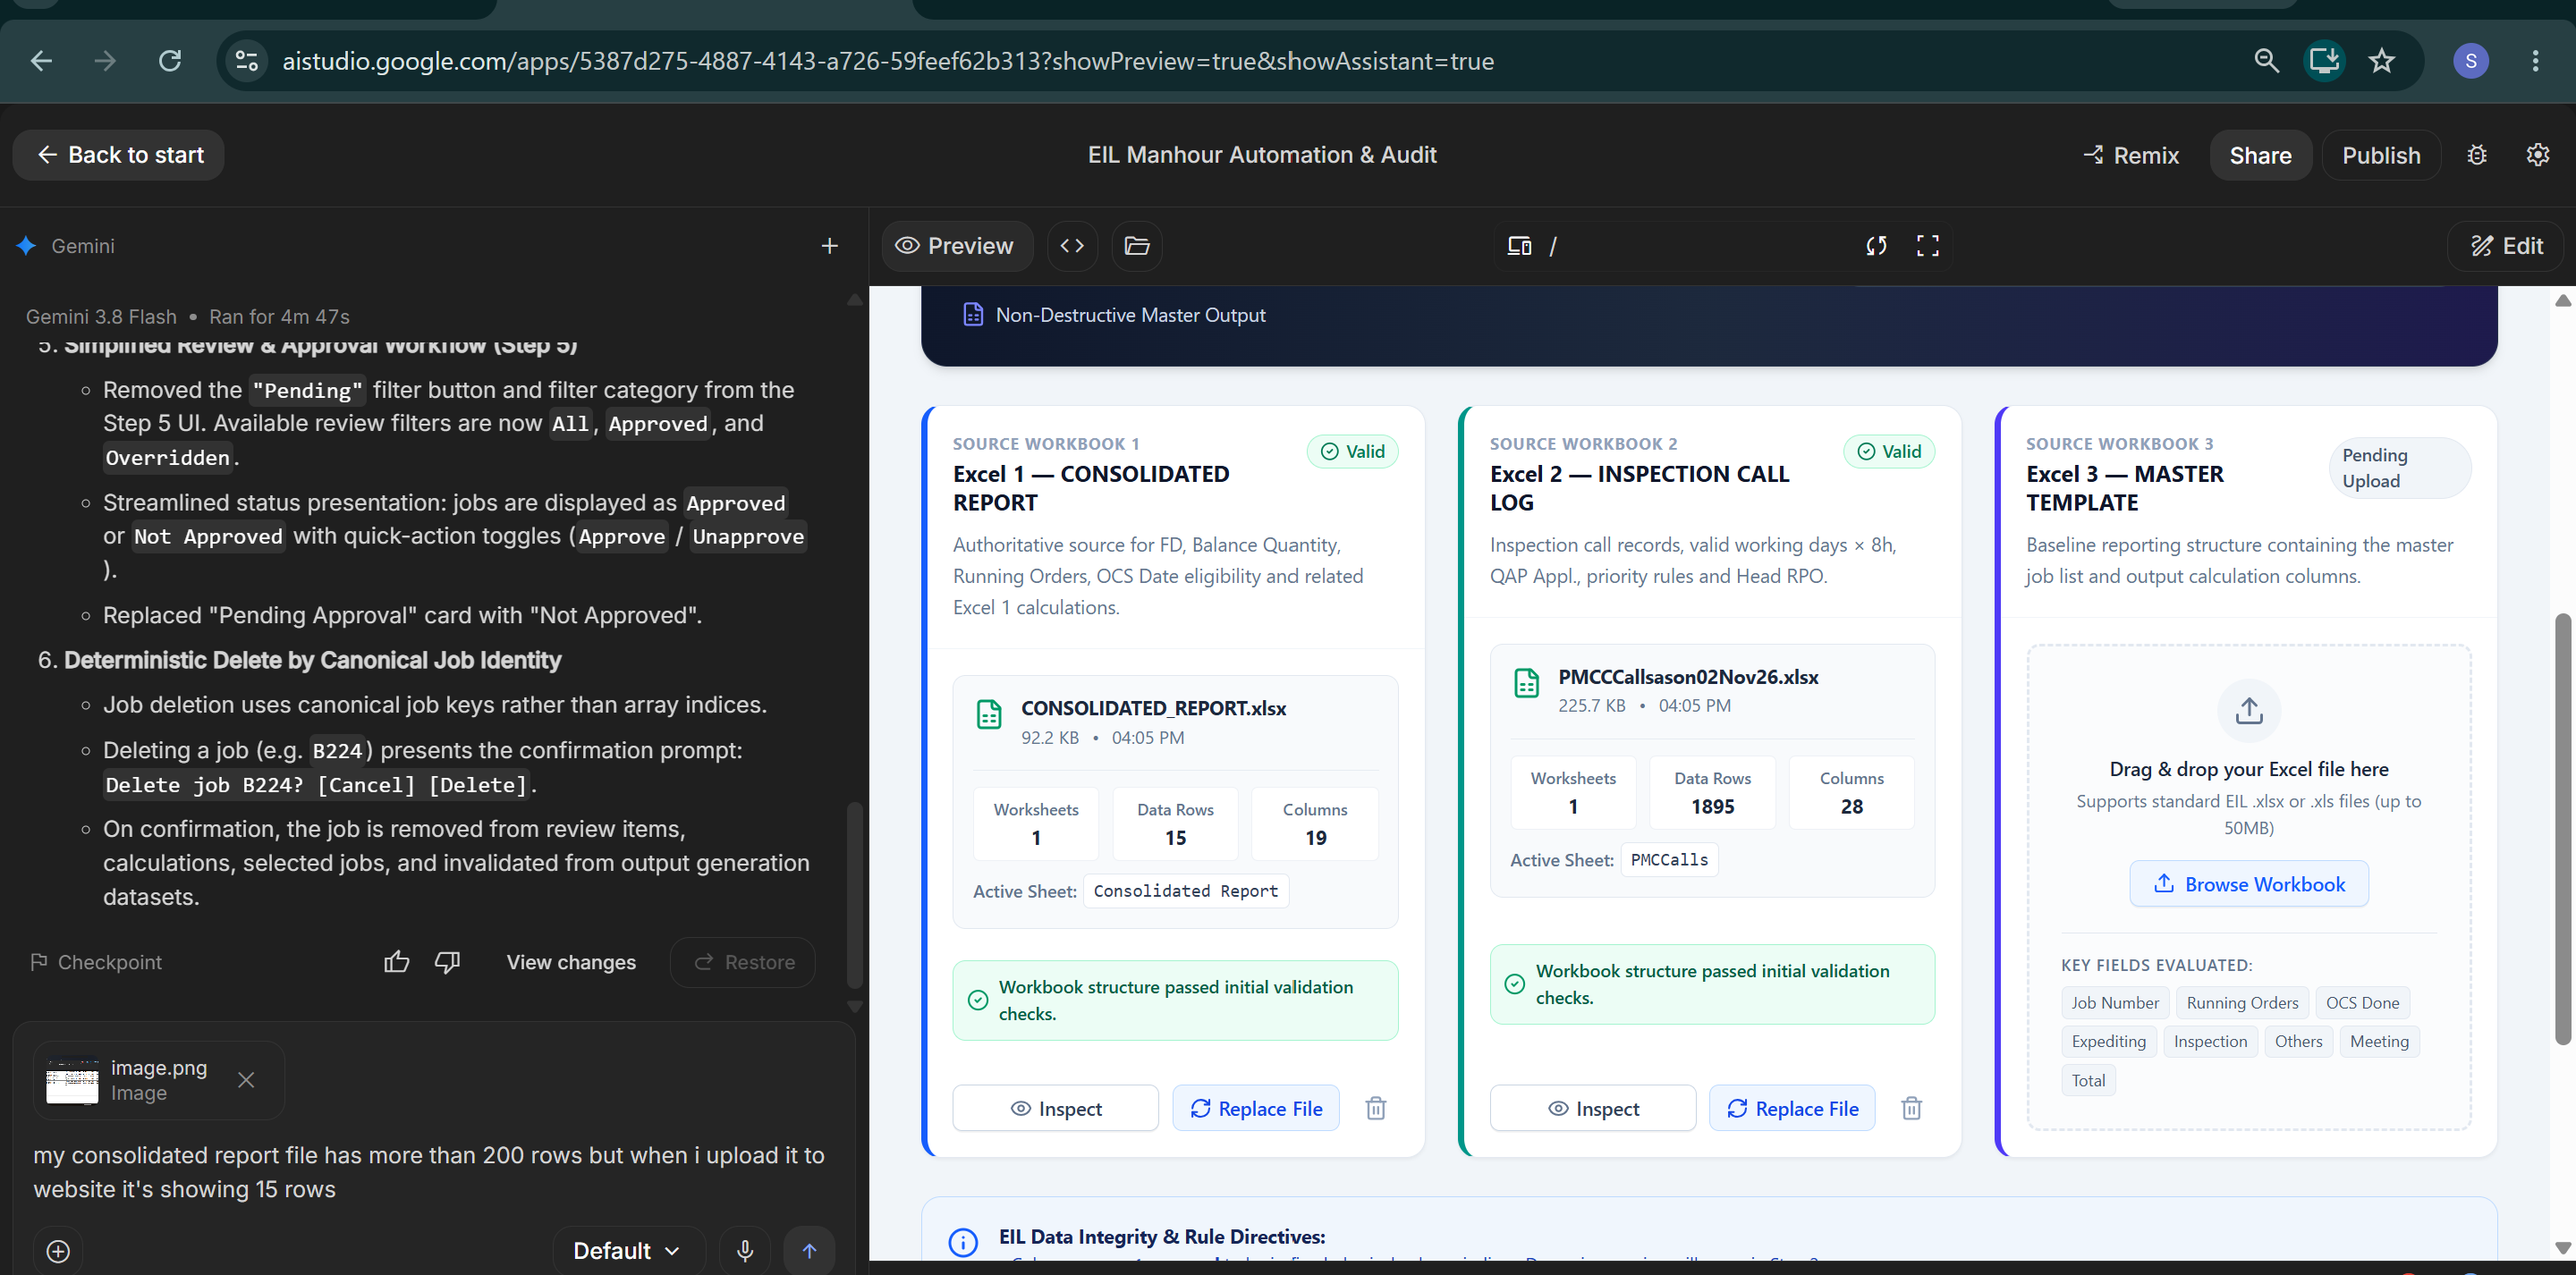 aistudio.google.com/apps/5387d275-4887-4143-a726-59feef62b313?showPreview=true&showAssistant=true
S
Back to start
EIL Manhour Automation & Audit
Remix
Share
Publish
Gemini
Gemini 3.8 Flash • Ran for 4m 47s
5. Simplified Review & Approval Workflow (Step 5)
Removed the "Pending" filter button and filter category from the
Step 5 UI. Available review filters are now All, Approved, and
Overridden.
Streamlined status presentation: jobs are displayed as Approved
or Not Approved with quick-action toggles (Approve / Unapprove
).
Replaced "Pending Approval" card with "Not Approved".
6. Deterministic Delete by Canonical Job Identity
Job deletion uses canonical job keys rather than array indices.
Deleting a job (e.g. B224) presents the confirmation prompt:
Delete job B224? [Cancel] [Delete].
On confirmation, the job is removed from review items,
calculations, selected jobs, and invalidated from output generation
datasets.
Checkpoint
View changes
Restore
image.png
Image
my consolidated report file has more than 200 rows but when i upload it to
website it's showing 15 rows
Default
Preview
/
Edit
Non-Destructive Master Output
SOURCE WORKBOOK 1
Valid
Excel 1 — CONSOLIDATED
REPORT
Authoritative source for FD, Balance Quantity,
Running Orders, OCS Date eligibility and related
Excel 1 calculations.
CONSOLIDATED_REPORT.xlsx
92.2 KB • 04:05 PM
Worksheets
1
Data Rows
15
Columns
19
Active Sheet: Consolidated Report
Workbook structure passed initial validation
checks.
Inspect
Replace File
SOURCE WORKBOOK 2
Valid
Excel 2 — INSPECTION CALL
LOG
Inspection call records, valid working days × 8h,
QAP Appl., priority rules and Head RPO.
PMCCCallsason02Nov26.xlsx
225.7 KB • 04:05 PM
Worksheets
1
Data Rows
1895
Columns
28
Active Sheet: PMCCalls
Workbook structure passed initial validation
checks.
Inspect
Replace File
SOURCE WORKBOOK 3
Pending
Upload
Excel 3 — MASTER
TEMPLATE
Baseline reporting structure containing the master
job list and output calculation columns.
Drag & drop your Excel file here
Supports standard EIL .xlsx or .xls files (up to
50MB)
Browse Workbook
KEY FIELDS EVALUATED:
Job Number
Running Orders
OCS Done
Expediting
Inspection
Others
Meeting
Total
EIL Data Integrity & Rule Directives: